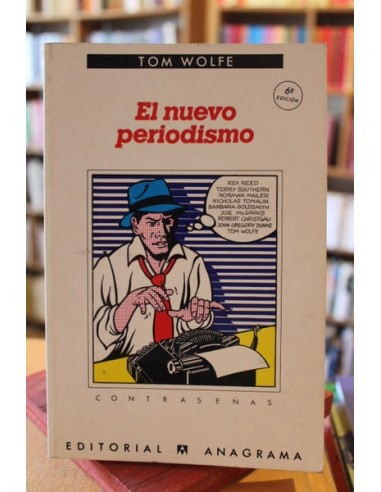 TOM WOLFE
6ª
EDICIÓN
El nuevo
periodismo
REX REED
TERRY SOUTHERN
NORMAN MAILER
NICHOLAS TOMALIN
BARBARA GOLDSMITH
JOE McGINNIS
ROBERT CHRISTGAU
JOHN GREGORY DUNNE
TOM WOLFE
CONTRASEÑAS
EDITORIAL ANAGRAMA